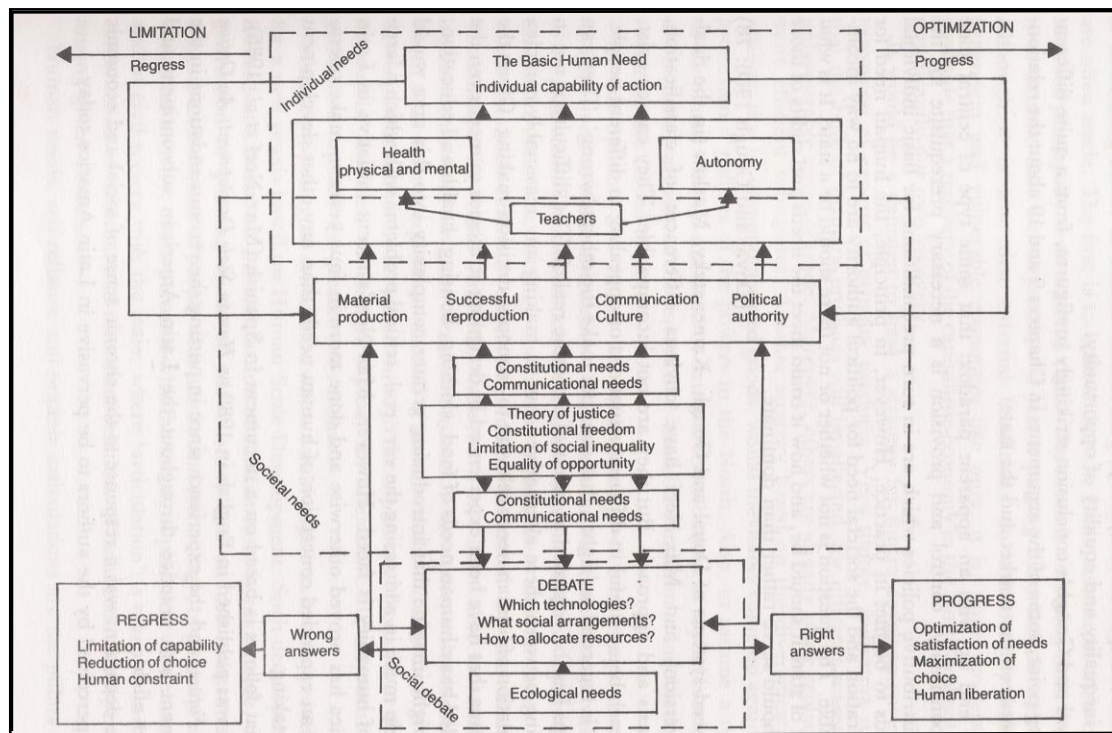 LIMITATION
Regress
OPTIMIZATION
Progress
Individual needs
The Basic Human Need
individual capability of action
Health
physical and mental
Autonomy
Teachers
Material
production
Successful
reproduction
Communication
Culture
Political
authority
Constitutional needs
Communicational needs
Theory of justice
Constitutional freedom
Limitation of social inequality
Equality of opportunity
Constitutional needs
Communicational needs
Societal needs
DEBATE
Which technologies?
What social arrangements?
How to allocate resources?
Ecological needs
Social debate
Wrong
answers
Right
answers
REGRESS
Limitation of capability
Reduction of choice
Human constraint
PROGRESS
Optimization of
satisfaction of needs
Maximization of
choice
Human liberation